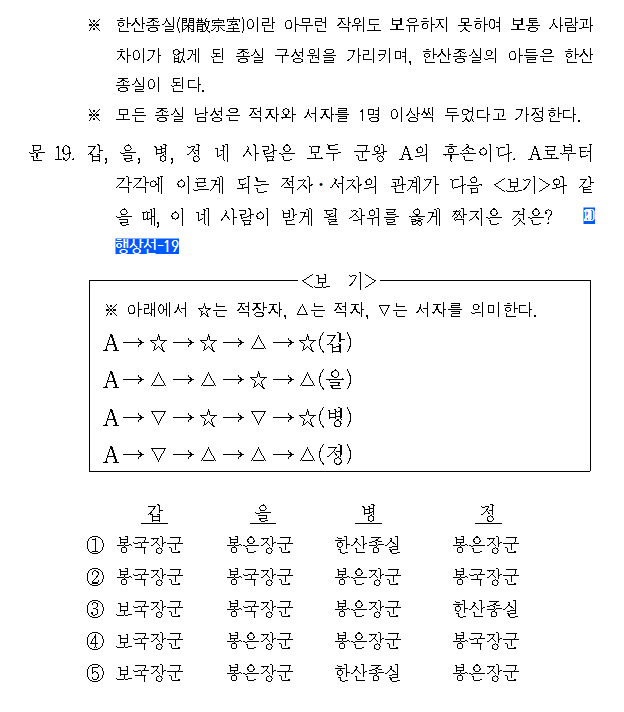 ※ 한산종실(閑散宗室)이란 아무런 작위도 보유하지 못하여 보통 사람과
차이가 없게 된 종실 구성원을 가리키며, 한산종실의 아들은 한산
종실이 된다.
※ 모든 종실 남성은 적자와 서자를 1명 이상씩 두었다고 가정한다.
문 19. 갑, 을, 병, 정 네 사람은 모두 군왕 A의 후손이다. A로부터
각각에 이르게 되는 적자·서자의 관계가 다음 <보기>와 같
을 때, 이 네 사람이 받게 될 작위를 옳게 짝지은 것은?
행상선-19
<보 기>
※ 아래에서 ☆는 적장자, △는 적자, ▽는 서자를 의미한다.
A→☆→☆→△→☆(갑)
A→△→△→☆→△(을)
A→▽→☆→▽→☆(병)
A→▽→△→△→△(정)
갑 을 병 정
① 봉국장군 봉은장군 한산종실 봉은장군
② 봉국장군 봉국장군 봉은장군 봉국장군
③ 보국장군 봉국장군 봉은장군 한산종실
④ 보국장군 봉은장군 봉은장군 봉국장군
⑤ 보국장군 봉은장군 한산종실 봉은장군